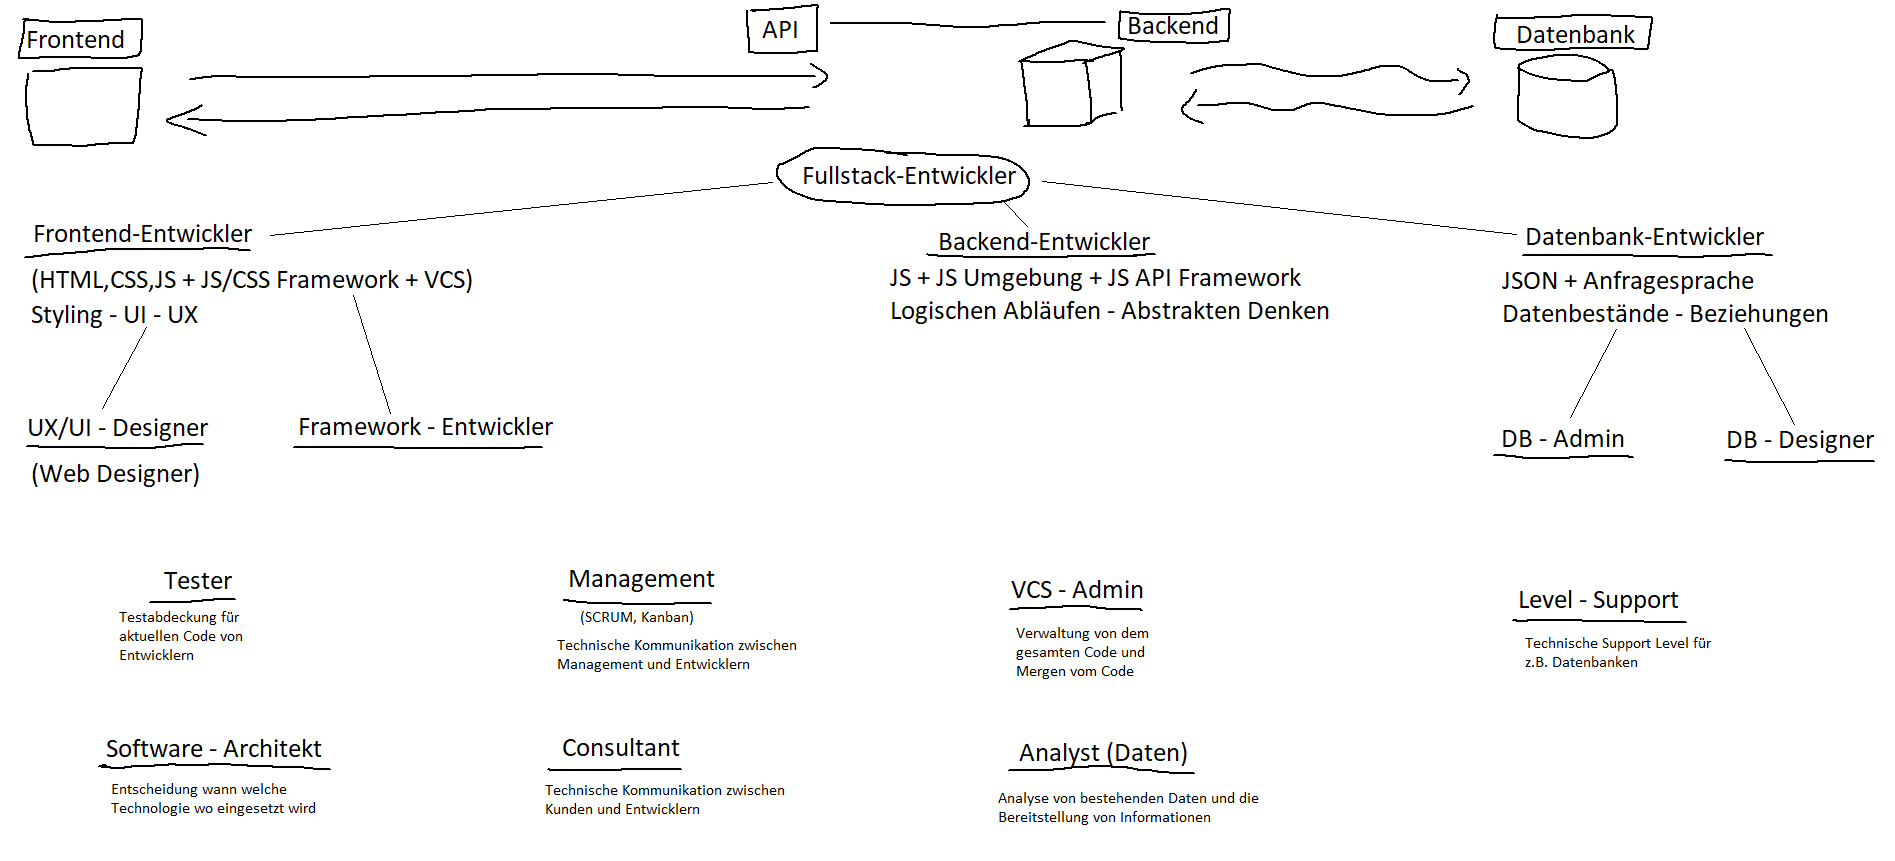 Frontend
API
Backend
Datenbank
Fullstack-Entwickler
Frontend-Entwickler
(HTML,CSS,JS + JS/CSS Framework + VCS)
Styling - UI - UX
Backend-Entwickler
JS + JS Umgebung + JS API Framework
Logischen Abläufen - Abstrakten Denken
Datenbank-Entwickler
JSON + Anfragesprache
Datenbestände - Beziehungen
UX/UI - Designer
(Web Designer)
Framework - Entwickler
DB - Admin
DB - Designer
Tester
Testabdeckung für
aktuellen Code von
Entwicklern
Management
(SCRUM, Kanban)
Technische Kommunikation zwischen
Management und Entwicklern
VCS - Admin
Verwaltung von dem
gesamten Code und
Mergen vom Code
Level - Support
Technische Support Level für
z.B. Datenbanken
Software - Architekt
Entscheidung wann welche
Technologie wo eingesetzt wird
Consultant
Technische Kommunikation zwischen
Kunden und Entwicklern
Analyst (Daten)
Analyse von bestehenden Daten und die
Bereitstellung von Informationen